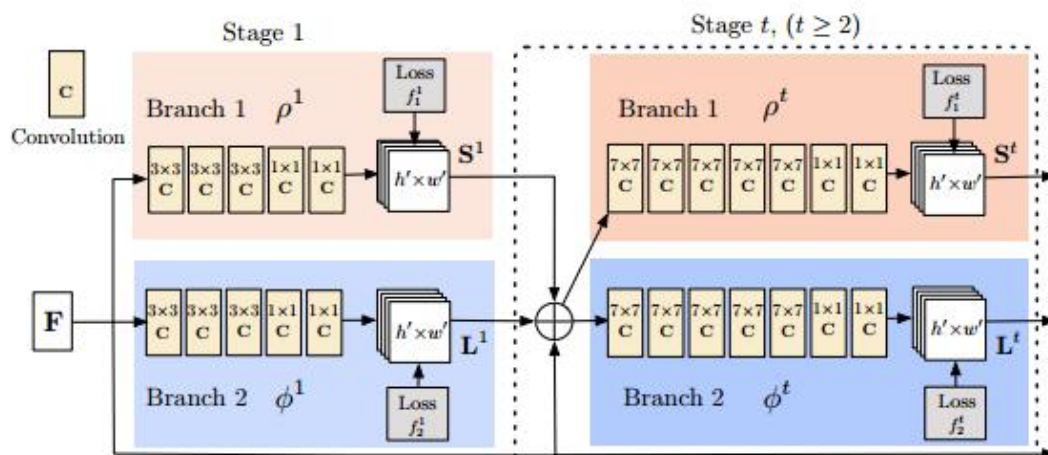 Stage 1
Stage t, (t ≥ 2)
C
Convolution
Branch 1 ρ¹
Loss
f₁¹
3×3 3×3 3×3 1×1 1×1
C C C C C
h′×w′
S¹
Branch 1 ρᵗ
Loss
f₁ᵗ
7×7 7×7 7×7 7×7 7×7 1×1 1×1
C C C C C C C
h′×w′
Sᵗ
F
3×3 3×3 3×3 1×1 1×1
C C C C C
h′×w′
L¹
Branch 2 φ¹
Loss
f₂¹
7×7 7×7 7×7 7×7 7×7 1×1 1×1
C C C C C C C
h′×w′
Lᵗ
Branch 2 φᵗ
Loss
f₂ᵗ